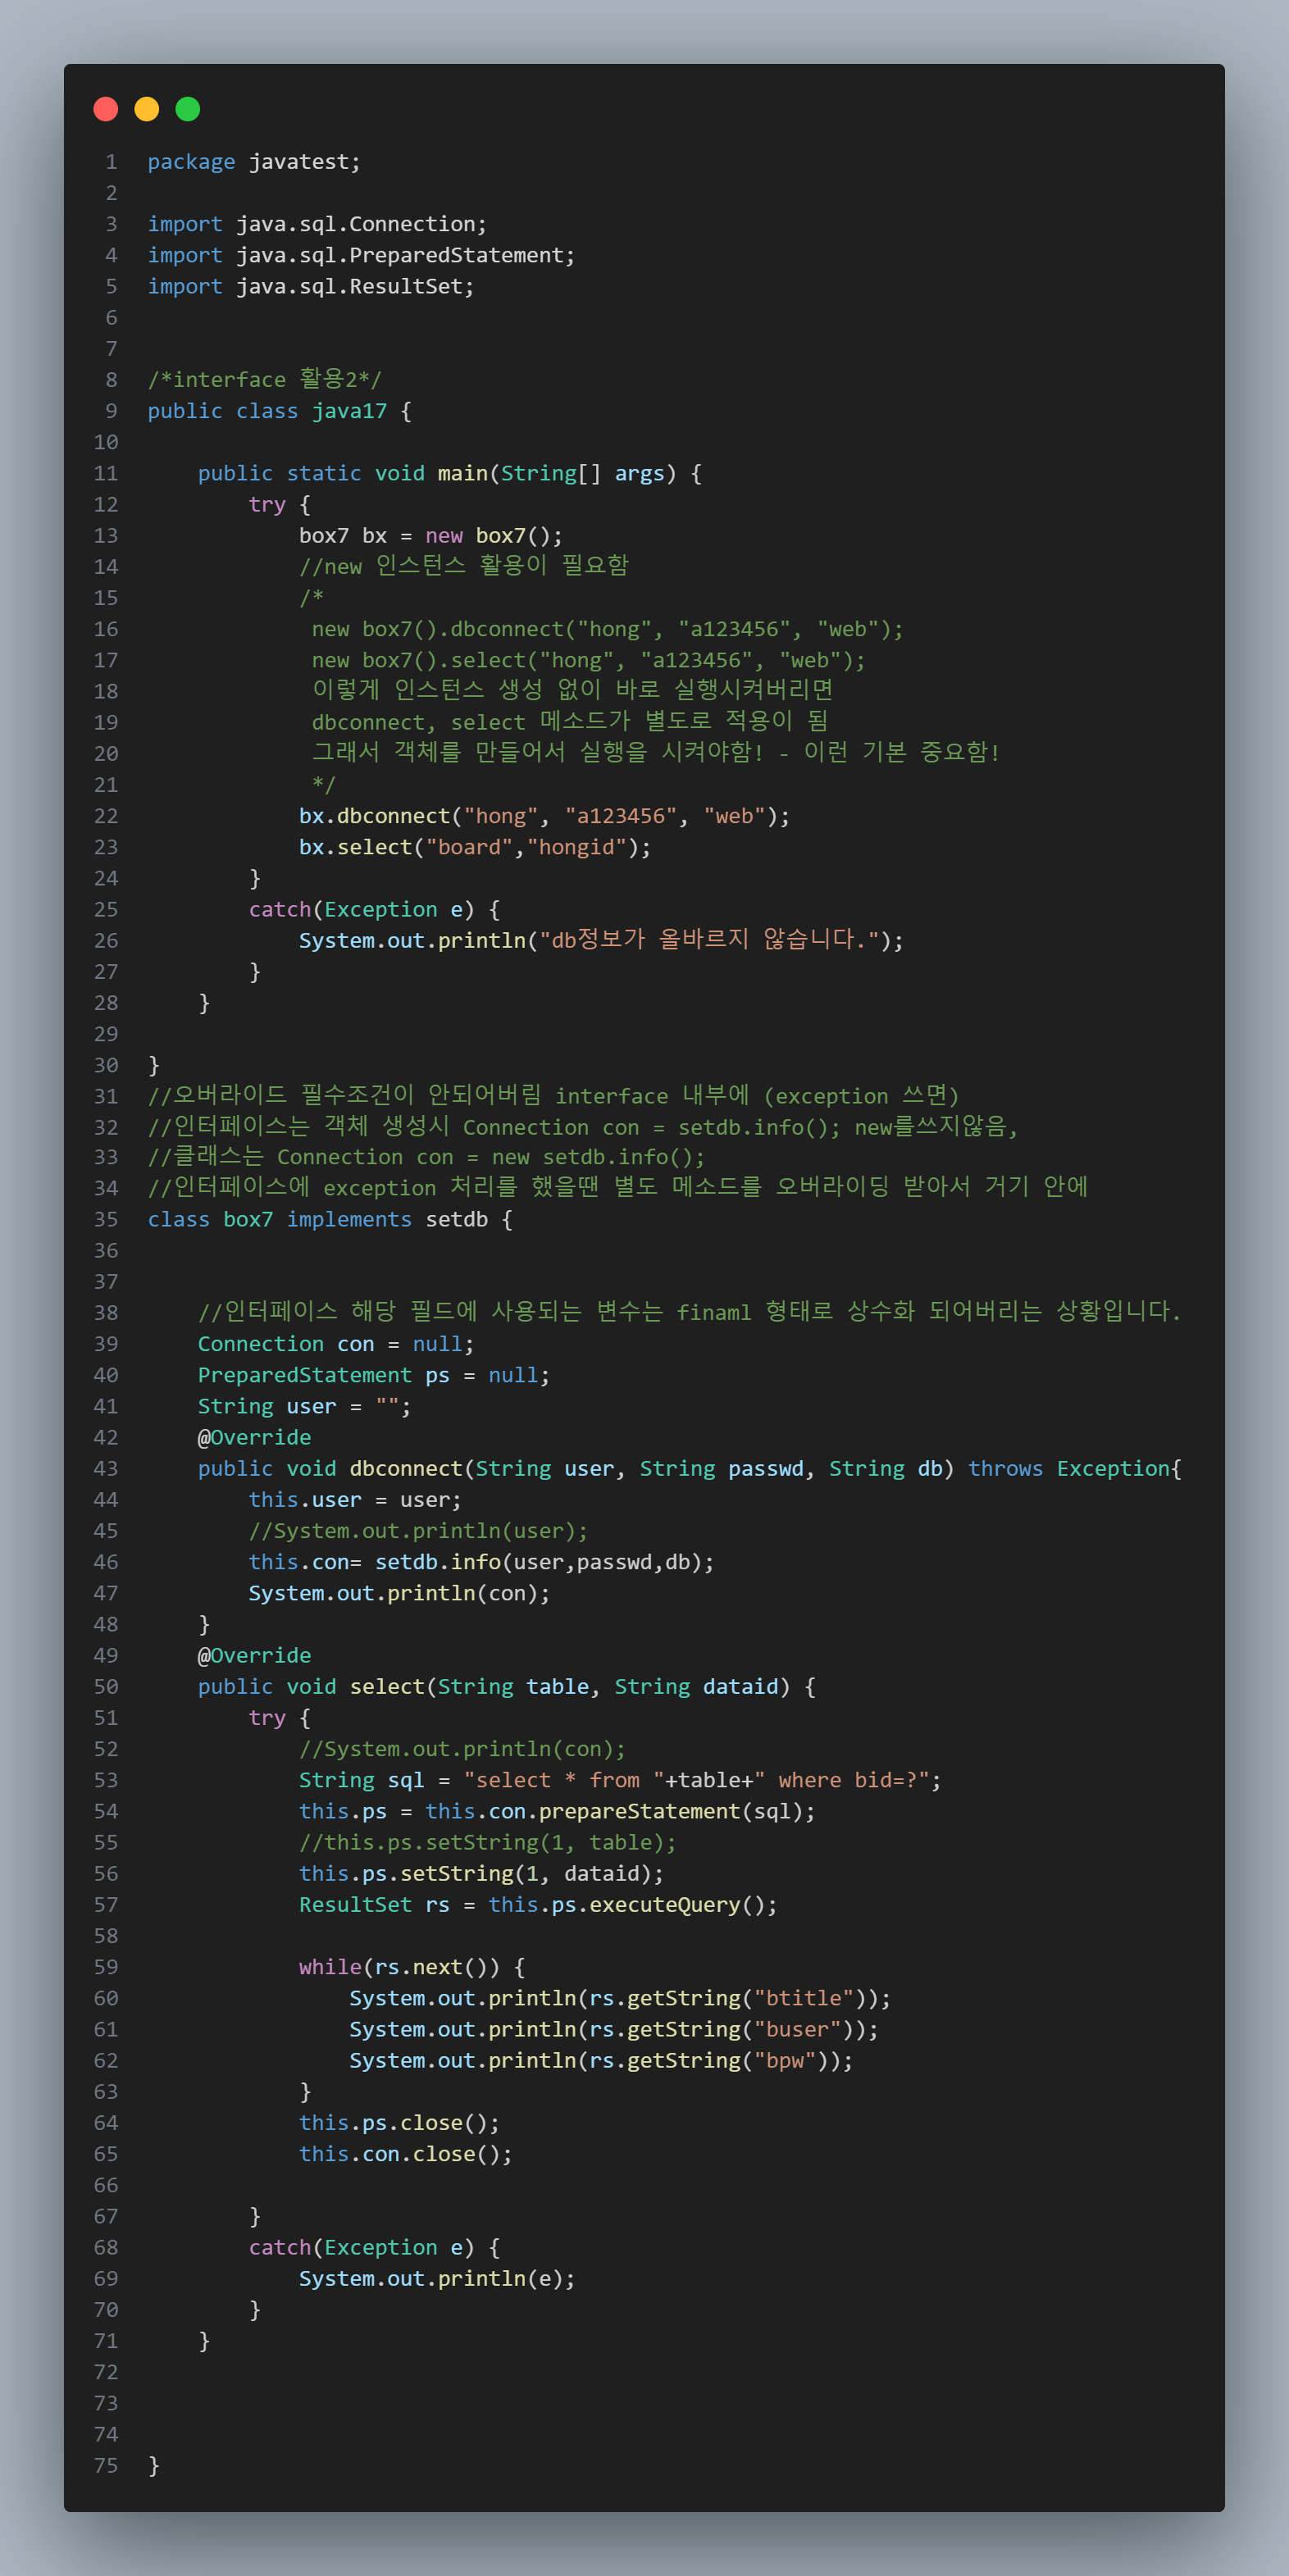 1 package javatest;
2
3 import java.sql.Connection;
4 import java.sql.PreparedStatement;
5 import java.sql.ResultSet;
6
7
8 /*interface 활용2*/
9 public class java17 {
10
11     public static void main(String[] args) {
12         try {
13             box7 bx = new box7();
14             //new 인스턴스 활용이 필요함
15             /*
16              new box7().dbconnect("hong", "a123456", "web");
17              new box7().select("hong", "a123456", "web");
18              이렇게 인스턴스 생성 없이 바로 실행시켜버리면
19              dbconnect, select 메소드가 별도로 적용이 됨
20              그래서 객체를 만들어서 실행을 시켜야함! - 이런 기본 중요함!
21              */
22             bx.dbconnect("hong", "a123456", "web");
23             bx.select("board","hongid");
24         }
25         catch(Exception e) {
26             System.out.println("db정보가 올바르지 않습니다.");
27         }
28     }
29
30 }
31 //오버라이드 필수조건이 안되어버림 interface 내부에 (exception 쓰면)
32 //인터페이스는 객체 생성시 Connection con = setdb.info(); new를쓰지않음,
33 //클래스는 Connection con = new setdb.info();
34 //인터페이스에 exception 처리를 했을땐 별도 메소드를 오버라이딩 받아서 거기 안에
35 class box7 implements setdb {
36
37
38     //인터페이스 해당 필드에 사용되는 변수는 finaml 형태로 상수화 되어버리는 상황입니다.
39     Connection con = null;
40     PreparedStatement ps = null;
41     String user = "";
42     @Override
43     public void dbconnect(String user, String passwd, String db) throws Exception{
44         this.user = user;
45         //System.out.println(user);
46         this.con= setdb.info(user,passwd,db);
47         System.out.println(con);
48     }
49     @Override
50     public void select(String table, String dataid) {
51         try {
52             //System.out.println(con);
53             String sql = "select * from "+table+" where bid=?";
54             this.ps = this.con.prepareStatement(sql);
55             //this.ps.setString(1, table);
56             this.ps.setString(1, dataid);
57             ResultSet rs = this.ps.executeQuery();
58
59             while(rs.next()) {
60                 System.out.println(rs.getString("btitle"));
61                 System.out.println(rs.getString("buser"));
62                 System.out.println(rs.getString("bpw"));
63             }
64             this.ps.close();
65             this.con.close();
66
67         }
68         catch(Exception e) {
69             System.out.println(e);
70         }
71     }
72
73
74
75 }